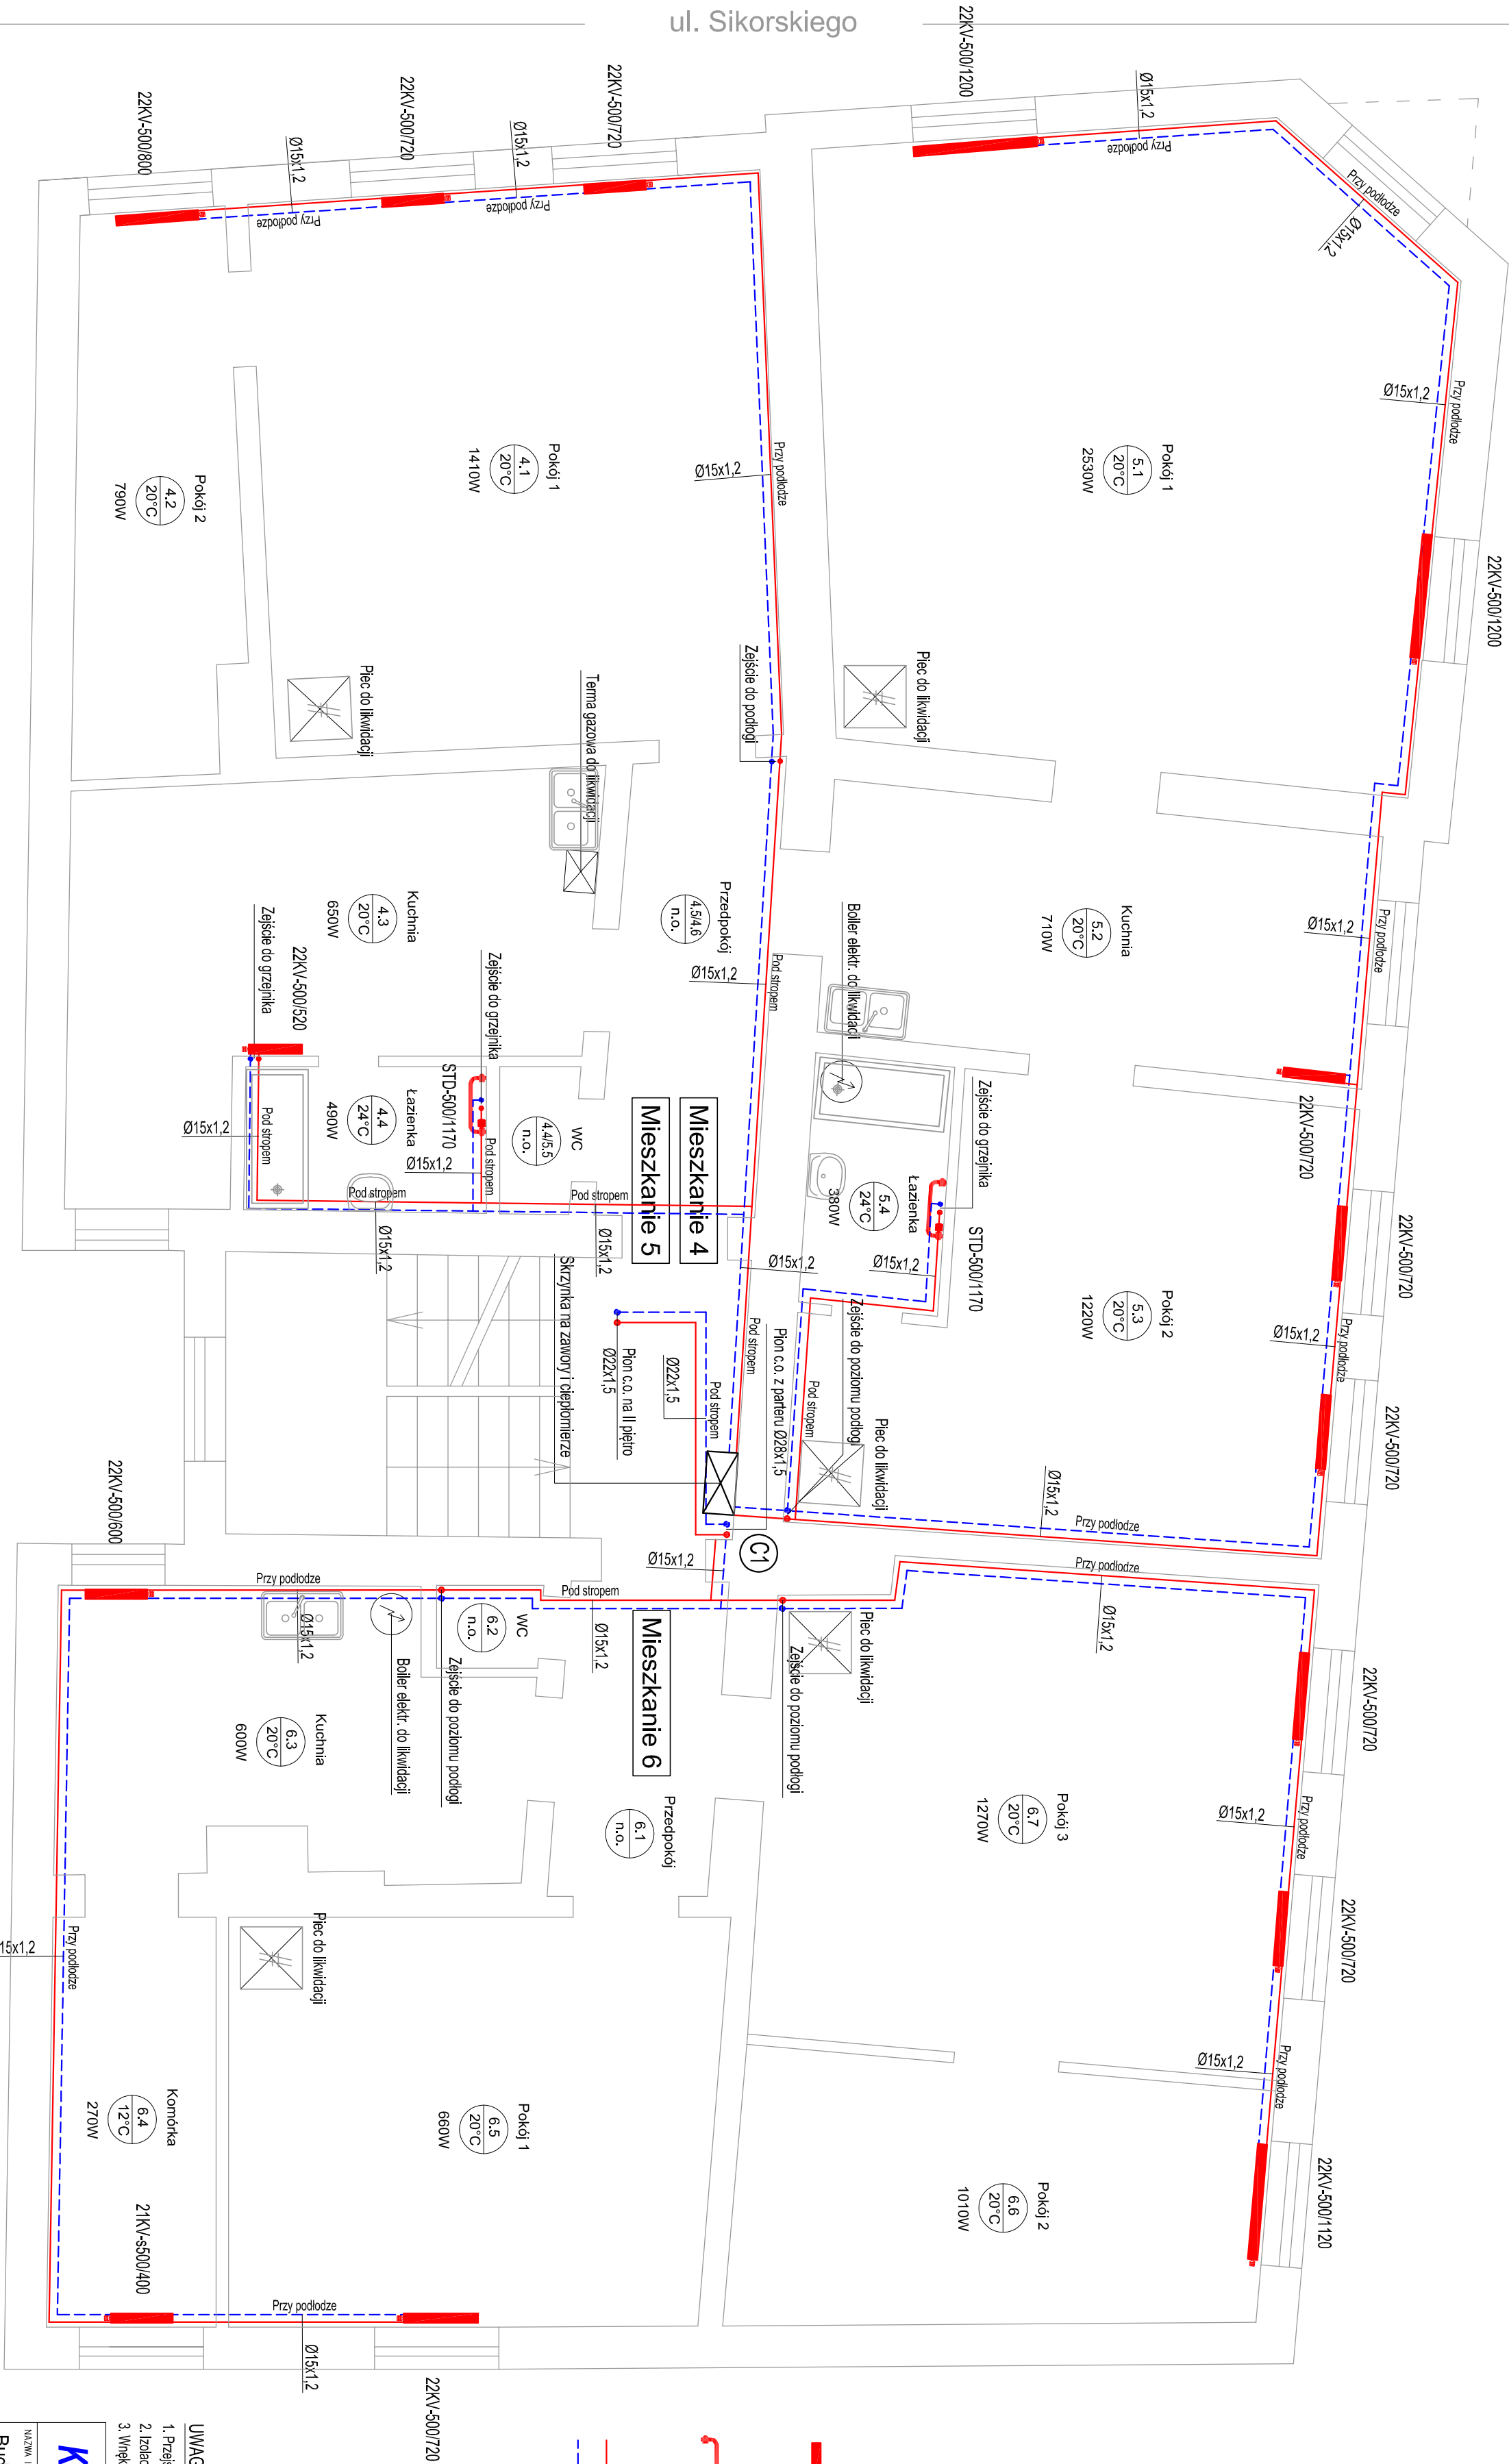 ul. Sikorskiego
22KV-500/1200
22KV-500/720
22KV-500/720
22KV-500/800
Ø15x1,2
Ø15x1,2
Ø15x1,2
Przy podłodze
Przy podłodze
Przy podłodze
Przy podłodze
Ø15x1,2
Przy podłodze
Ø15x1,2
22KV-500/1200
Pokój 1
5.1
20°C
2530W
Przy podłodze
Ø15x1,2
Pokój 1
4.1
20°C
1410W
Pokój 2
4.2
20°C
790W
Piec do likwidacji
Piec do likwidacji
Zejście do podłogi
Terma gazowa do likwidacji
Przedpokój
4.5/4.6
n.o.
Kuchnia
4.3
20°C
650W
Kuchnia
5.2
20°C
710W
Boiler elektr. do likwidacji
Przy podłodze
Ø15x1,2
Pod stropem
Ø15x1,2
Zejście do grzejnika
22KV-500/520
Zejście do grzejnika
STD-500/1170
Łazienka
4.4
24°C
490W
WC
4.4/5.5
n.o.
Pod stropem
Ø15x1,2
Pod stropem
Ø15x1,2
Pod stropem
Ø15x1,2
Pod stropem
Ø15x1,2
Mieszkanie 4
Mieszkanie 5
Zejście do grzejnika
STD-500/1170
Łazienka
5.4
24°C
380W
Ø15x1,2
22KV-500/720
22KV-500/720
22KV-500/720
Pokój 2
5.3
20°C
1220W
Przy podłodze
Ø15x1,2
Zejście do poziomu podłogi
Piec do likwidacji
Pod stropem
Pion c.o. z parteru Ø28x1,5
Pod stropem
Ø15x1,2
Pod stropem
Ø22x1,5
Pion c.o. na II piętro
Ø22x1,5
Skrzynka na zawory i ciepłomierze
Przy podłodze
Ø15x1,2
C1
Ø15x1,2
22KV-500/600
Przy podłodze
Ø15x1,2
Pod stropem
Ø15x1,2
Przy podłodze
Ø15x1,2
Mieszkanie 6
WC
6.2
n.o.
Piec do likwidacji
Zejście do poziomu podłogi
Zejście do poziomu podłogi
Boiler elektr. do likwidacji
Kuchnia
6.3
20°C
600W
Przedpokój
6.1
n.o.
Pokój 3
6.7
20°C
1270W
22KV-500/720
22KV-500/720
Przy podłodze
Ø15x1,2
Przy podłodze
Ø15x1,2
22KV-500/1120
Piec do likwidacji
Przy podłodze
15x1,2
Komórka
6.4
12°C
270W
Pokój 1
6.5
20°C
660W
Pokój 2
6.6
20°C
1010W
21KV-s500/400
Przy podłodze
Ø15x1,2
22KV-500/720
UWAG
1. Przejś
2. Izolac
3. Wnęk
K
NAZWA I